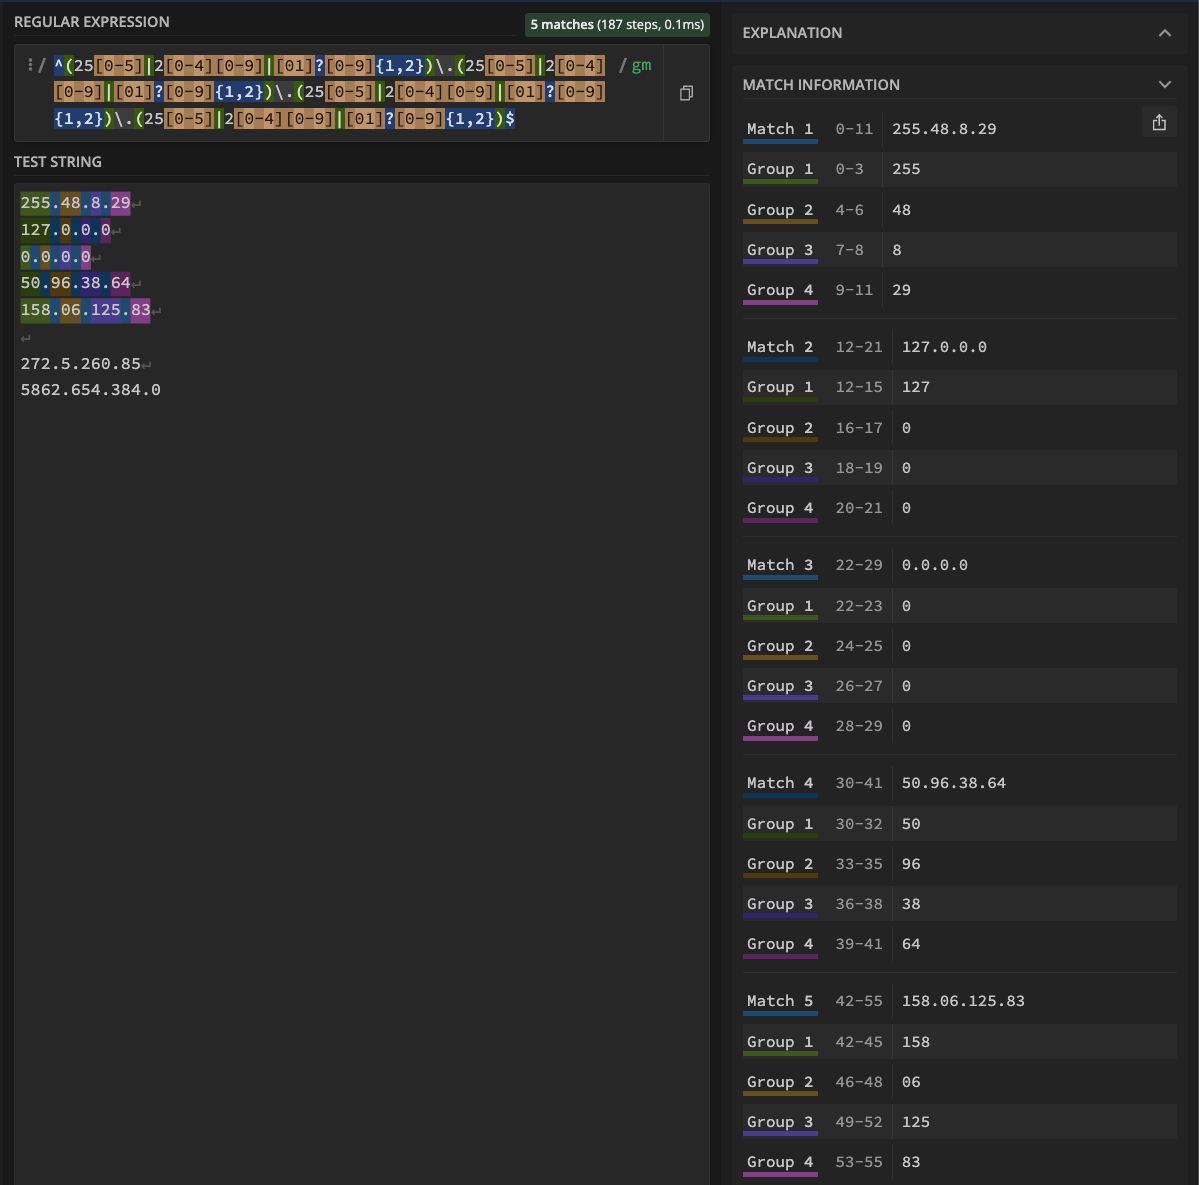 REGULAR EXPRESSION
5 matches (187 steps, 0.1ms)
/ ^(25[0-5]|2[0-4][0-9]|[01]?[0-9]{1,2})\.(25[0-5]|2[0-4] / gm
[0-9]|[01]?[0-9]{1,2})\.(25[0-5]|2[0-4][0-9]|[01]?[0-9]
{1,2})\.(25[0-5]|2[0-4][0-9]|[01]?[0-9]{1,2})$
TEST STRING
255.48.8.29↵
127.0.0.0↵
0.0.0.0↵
50.96.38.64↵
158.06.125.83↵
↵
272.5.260.85↵
5862.654.384.0
EXPLANATION
MATCH INFORMATION
Match 1 0-11 255.48.8.29
Group 1 0-3 255
Group 2 4-6 48
Group 3 7-8 8
Group 4 9-11 29
Match 2 12-21 127.0.0.0
Group 1 12-15 127
Group 2 16-17 0
Group 3 18-19 0
Group 4 20-21 0
Match 3 22-29 0.0.0.0
Group 1 22-23 0
Group 2 24-25 0
Group 3 26-27 0
Group 4 28-29 0
Match 4 30-41 50.96.38.64
Group 1 30-32 50
Group 2 33-35 96
Group 3 36-38 38
Group 4 39-41 64
Match 5 42-55 158.06.125.83
Group 1 42-45 158
Group 2 46-48 06
Group 3 49-52 125
Group 4 53-55 83